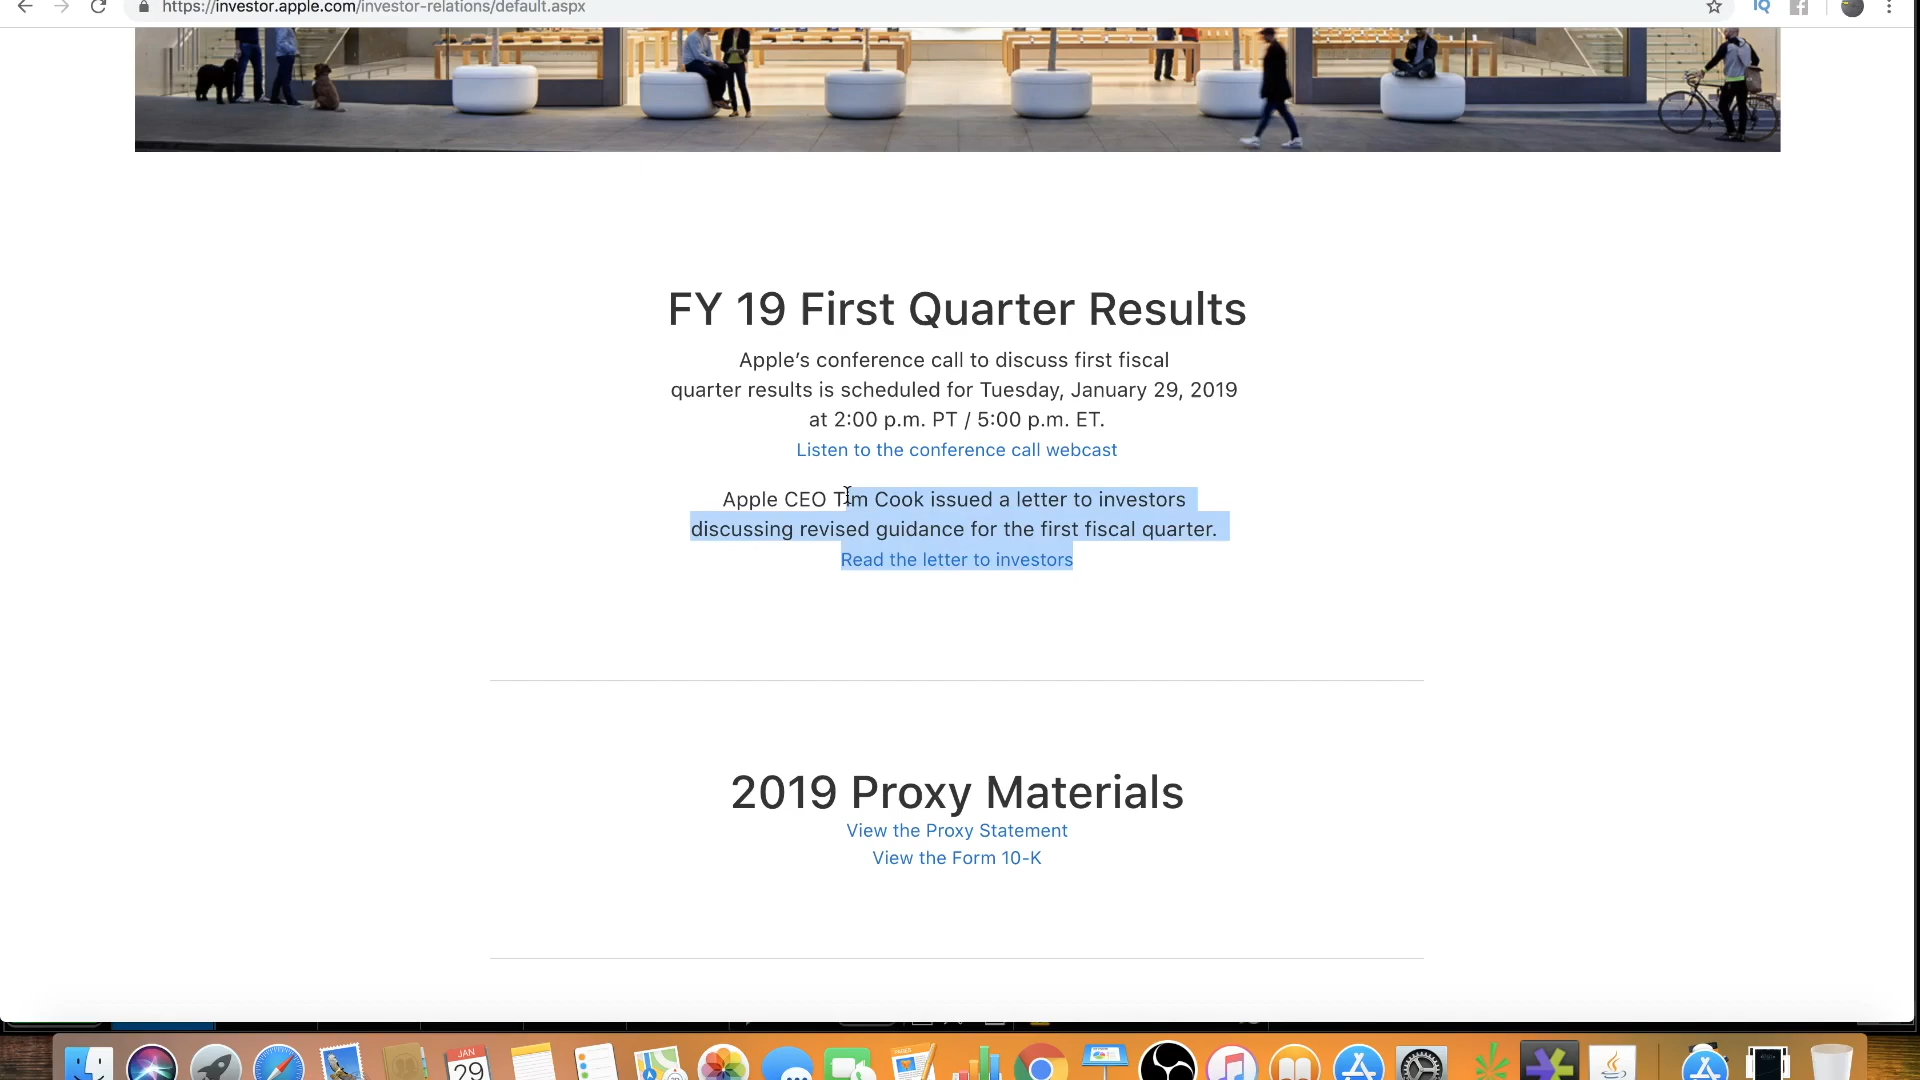 https://investor.apple.com/investor-relations/default.aspx
IQ
FY 19 First Quarter Results
Apple’s conference call to discuss first fiscal
quarter results is scheduled for Tuesday, January 29, 2019
at 2:00 p.m. PT / 5:00 p.m. ET.
Listen to the conference call webcast
Apple CEO Tim Cook issued a letter to investors
discussing revised guidance for the first fiscal quarter.
Read the letter to investors
2019 Proxy Materials
View the Proxy Statement
View the Form 10-K
JAN
29
PAGES